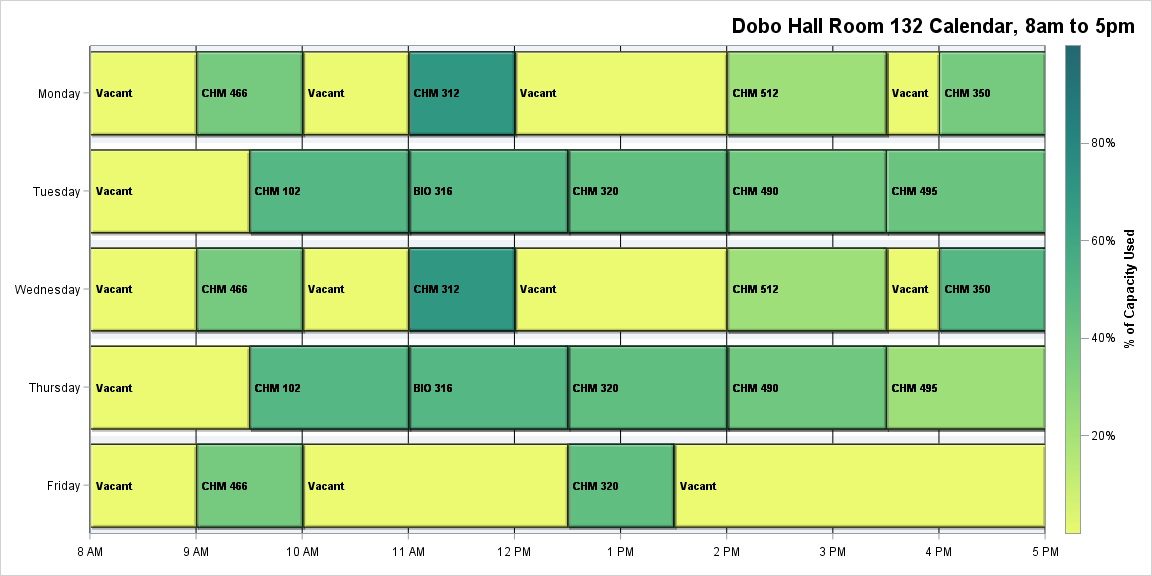 Dobo Hall Room 132 Calendar, 8am to 5pm
Monday Vacant CHM 466 Vacant CHM 312 Vacant CHM 512 Vacant CHM 350
Tuesday Vacant CHM 102 BIO 316 CHM 320 CHM 490 CHM 495
Wednesday Vacant CHM 466 Vacant CHM 312 Vacant CHM 512 Vacant CHM 350
Thursday Vacant CHM 102 BIO 316 CHM 320 CHM 490 CHM 495
Friday Vacant CHM 466 Vacant CHM 320 Vacant
8 AM 9 AM 10 AM 11 AM 12 PM 1 PM 2 PM 3 PM 4 PM 5 PM
80%
60%
40%
20%
% of Capacity Used